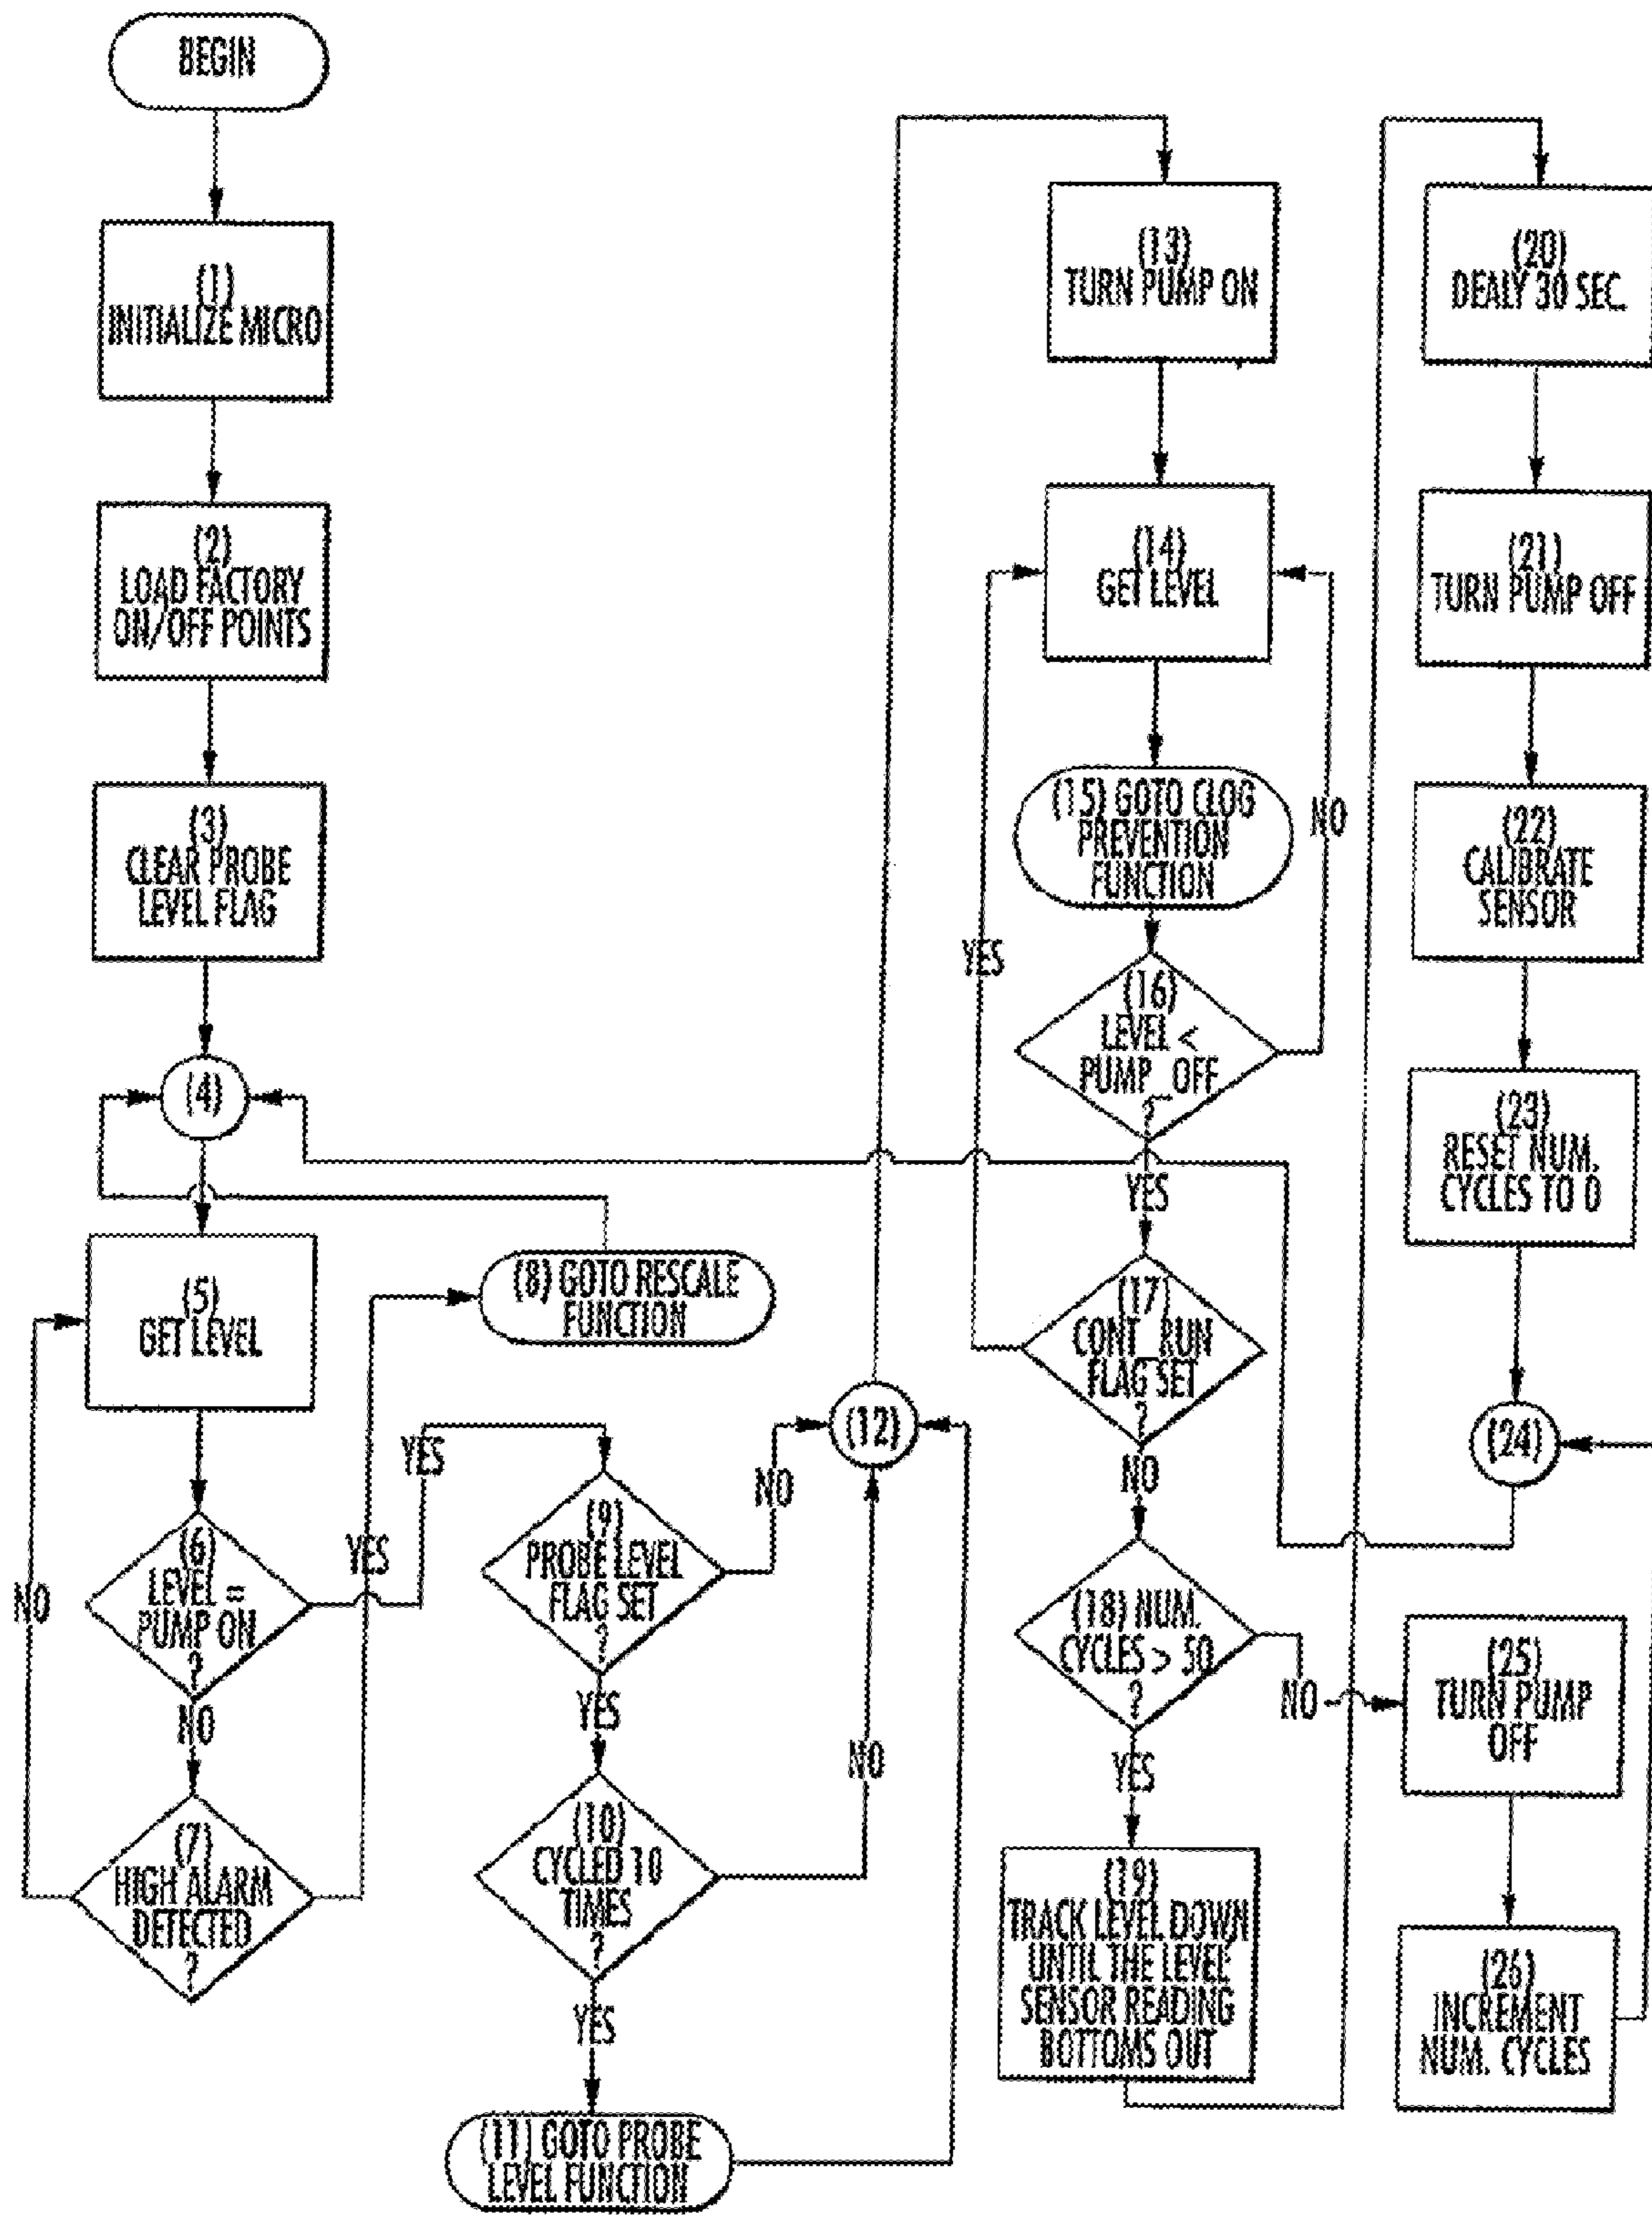 BEGIN
(1)
INITIALIZE MICRO
(2)
LOAD FACTORY
ON/OFF POINTS
(3)
CLEAR PROBE
LEVEL FLAG
(4)
(5)
GET LEVEL
(6)
LEVEL =
PUMP ON
?
YES
NO
(7)
HIGH ALARM
DETECTED
?
NO
YES
(8) GOTO RESCALE
FUNCTION
(9)
PROBE LEVEL
FLAG SET
?
NO
YES
(10)
CYCLED 10
TIMES
?
NO
YES
(11) GOTO PROBE
LEVEL FUNCTION
(12)
(13)
TURN PUMP ON
(14)
GET LEVEL
(15) GOTO CLOG
PREVENTION
FUNCTION
(16)
LEVEL <
PUMP_OFF
?
NO
YES
(17)
CONT_RUN
FLAG SET
?
YES
NO
(18) NUM.
CYCLES > 50
?
NO
YES
(19)
TRACK LEVEL DOWN
UNTIL THE LEVEL
SENSOR READING
BOTTOMS OUT
(20)
DEALY 30 SEC.
(21)
TURN PUMP OFF
(22)
CALIBRATE
SENSOR
(23)
RESET NUM.
CYCLES TO 0
(24)
(25)
TURN PUMP
OFF
(26)
INCREMENT
NUM. CYCLES